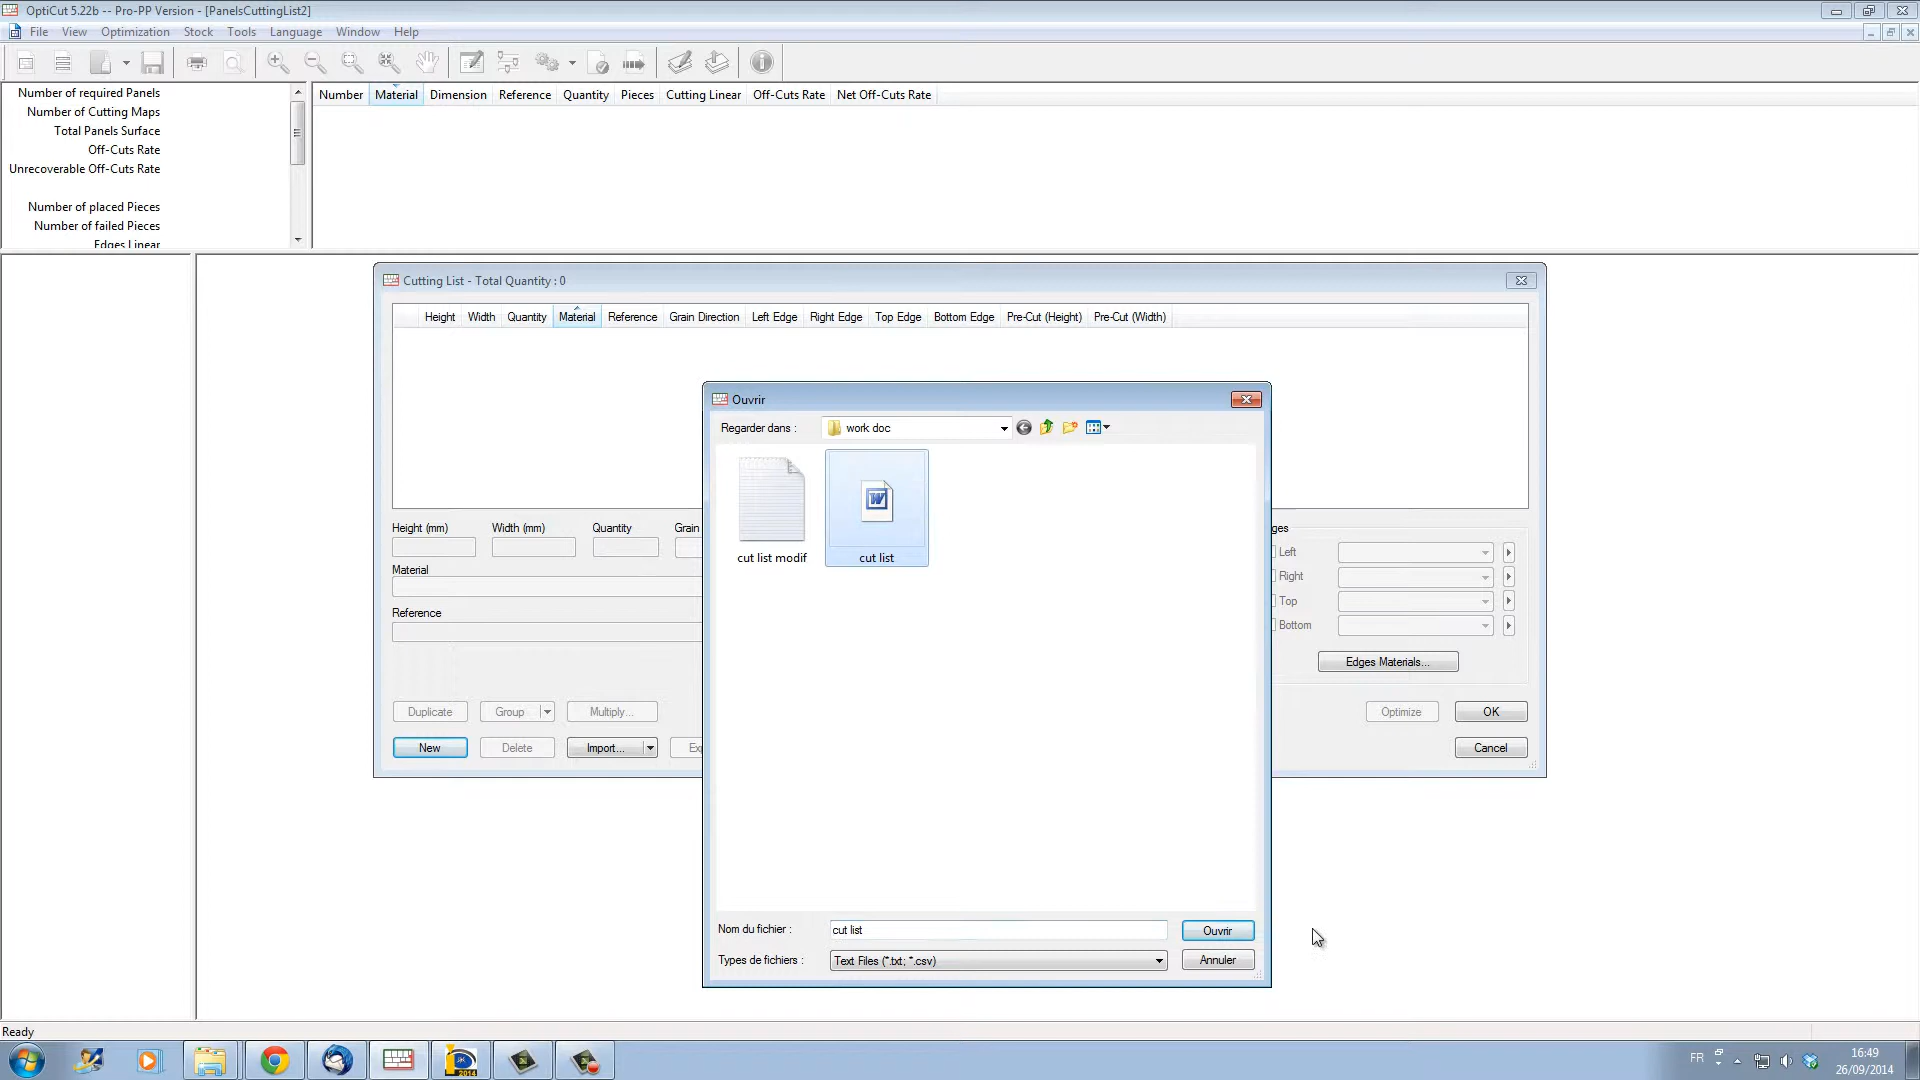 OptiCut 5.22b -- Pro-PP Version - [PanelsCuttingList2]
File View Optimization Stock Tools Language Window Help
Number of required Panels
Number of Cutting Maps
Total Panels Surface
Off-Cuts Rate
Unrecoverable Off-Cuts Rate
Number of placed Pieces
Number of failed Pieces
Edges Linear
Number Material Dimension Reference Quantity Pieces Cutting Linear Off-Cuts Rate Net Off-Cuts Rate
Cutting List - Total Quantity : 0
Height Width Quantity Material Reference Grain Direction Left Edge Right Edge Top Edge Bottom Edge Pre-Cut (Height) Pre-Cut (Width)
Height (mm) Width (mm) Quantity Grain
Material
Reference
Duplicate Group Multiply...
New Delete Import... Ex
Ouvrir
Regarder dans : work doc
W
cut list modif cut list
Nom du fichier : cut list Ouvrir
Types de fichiers : Text Files (*.txt; *.csv) Annuler
ges
Left
Right
Top
Bottom
Edges Materials...
Optimize OK
Cancel
Ready
2014
FR
16:49
26/09/2014